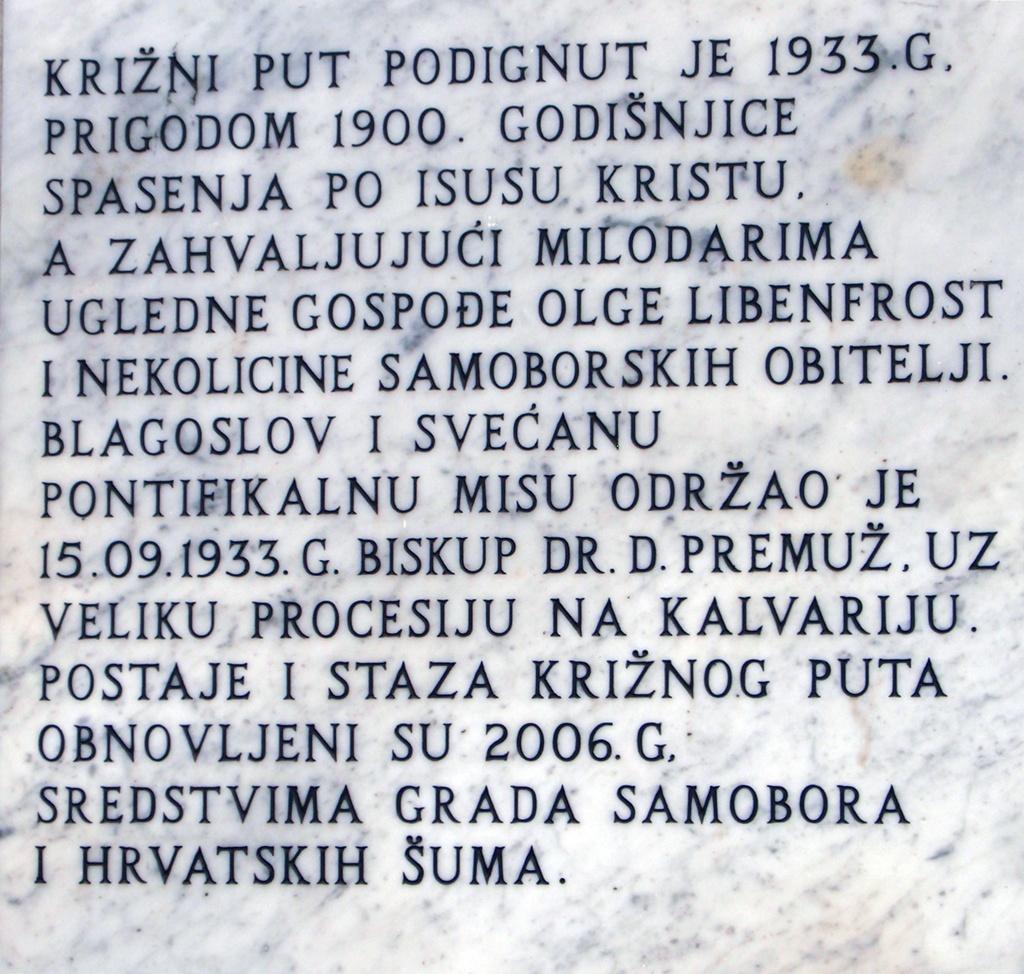 KRIŽNI PUT PODIGNUT JE 1933.G.
PRIGODOM 1900. GODIŠNJICE
SPASENJA PO ISUSU KRISTU,
A ZAHVALJUJUĆI MILODARIMA
UGLEDNE GOSPOĐE OLGE LIBENFROST
I NEKOLICINE SAMOBORSKIH OBITELJI.
BLAGOSLOV I SVEĆANU
PONTIFIKALNU MISU ODRŽAO JE
15.09.1933. G. BISKUP DR. D. PREMUŽ, UZ
VELIKU PROCESIJU NA KALVARIJU.
POSTAJE I STAZA KRIŽNOG PUTA
OBNOVLJENI SU 2006. G.
SREDSTVIMA GRADA SAMOBORA
I HRVATSKIH ŠUMA.